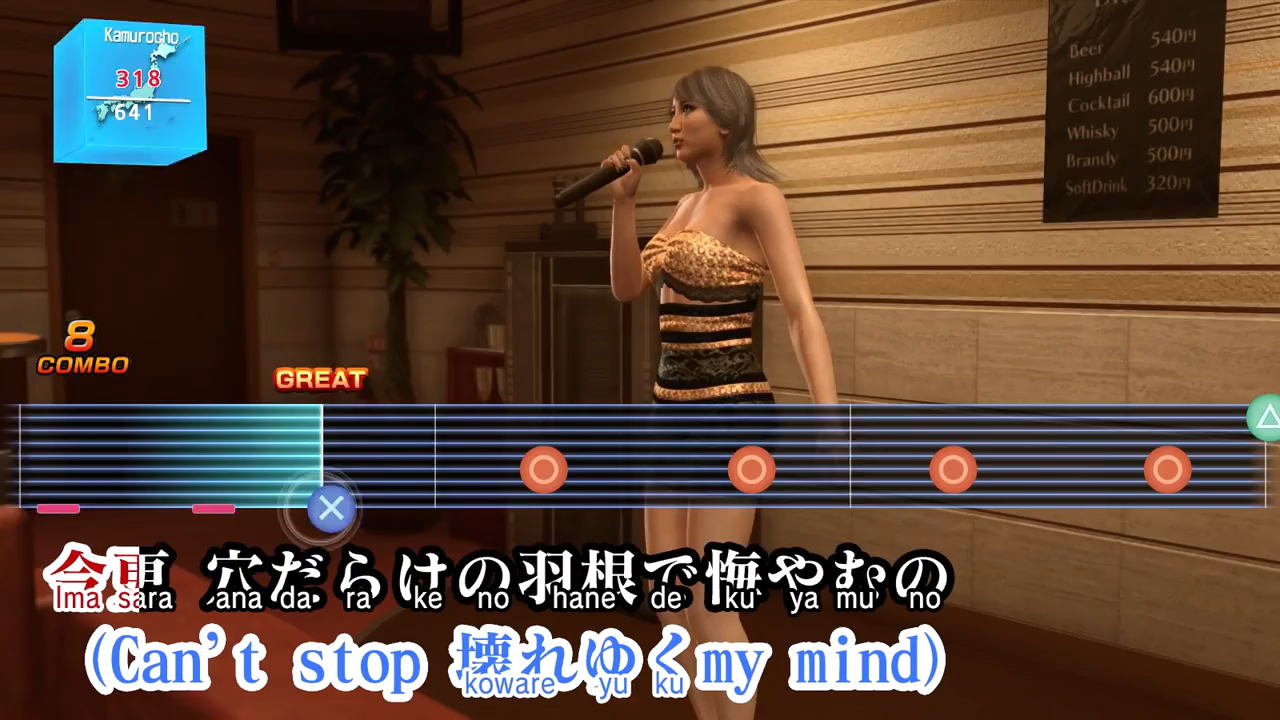 Kamurocho
318
641
Beer 540円
Highball 540円
Cocktail 600円
Whisky 500円
Brandy 500円
SoftDrink 320円
8
COMBO
GREAT
今更 穴だらけの羽根で悔やむの
Ima sara ana da ra ke no hane de ku ya mu no
(Can't stop 壊れゆくmy mind)
koware yu ku